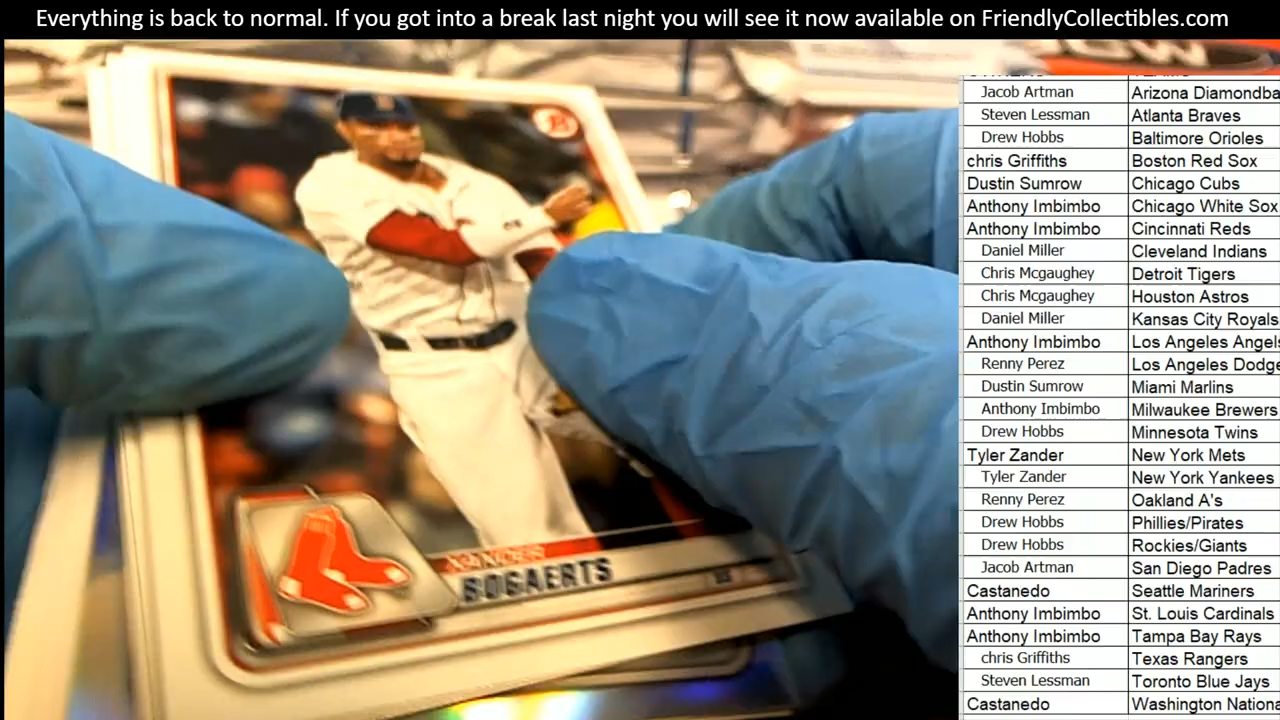 Everything is back to normal. If you got into a break last night you will see it now available on FriendlyCollectibles.com
Jacob Artman Arizona Diamondba
Steven Lessman Atlanta Braves
Drew Hobbs Baltimore Orioles
chris Griffiths Boston Red Sox
Dustin Sumrow Chicago Cubs
Anthony Imbimbo Chicago White Sox
Anthony Imbimbo Cincinnati Reds
Daniel Miller Cleveland Indians
Chris Mcgaughey Detroit Tigers
Chris Mcgaughey Houston Astros
Daniel Miller Kansas City Royals
Anthony Imbimbo Los Angeles Angels
Renny Perez Los Angeles Dodge
Dustin Sumrow Miami Marlins
Anthony Imbimbo Milwaukee Brewers
Drew Hobbs Minnesota Twins
Tyler Zander New York Mets
Tyler Zander New York Yankees
Renny Perez Oakland A's
Drew Hobbs Phillies/Pirates
Drew Hobbs Rockies/Giants
Jacob Artman San Diego Padres
Castanedo Seattle Mariners
Anthony Imbimbo St. Louis Cardinals
Anthony Imbimbo Tampa Bay Rays
chris Griffiths Texas Rangers
Steven Lessman Toronto Blue Jays
Castanedo Washington Nationa
XANDER
BOGAERTS